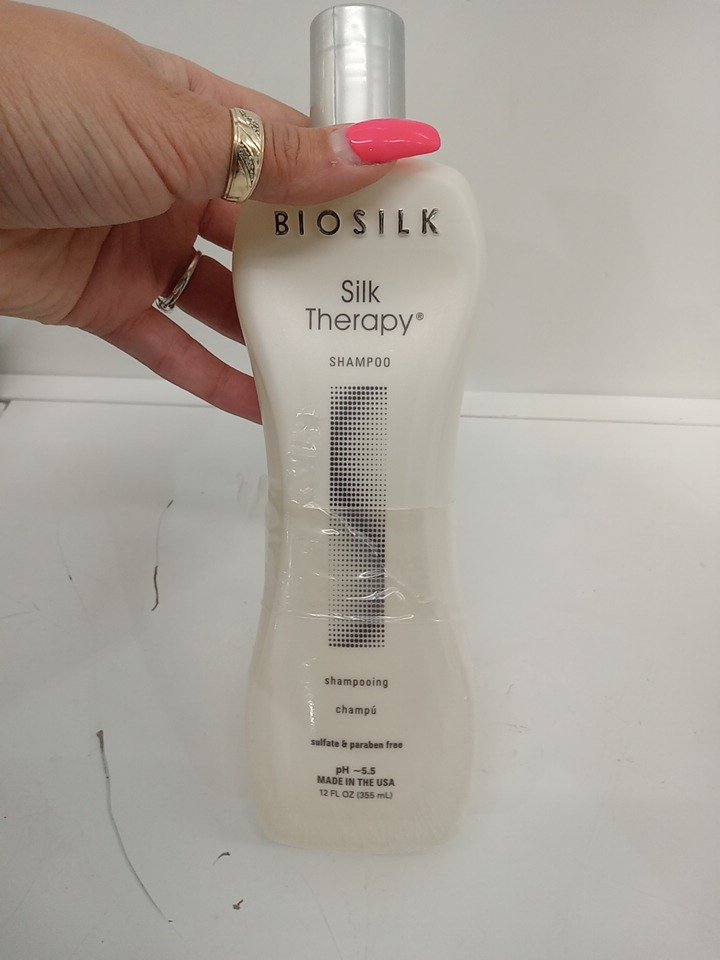 BIOSILK
Silk
Therapy®
SHAMPOO
shampooing
champú
sulfate & paraben free
pH ~5.5
MADE IN THE USA
12 FL OZ (355 mL)